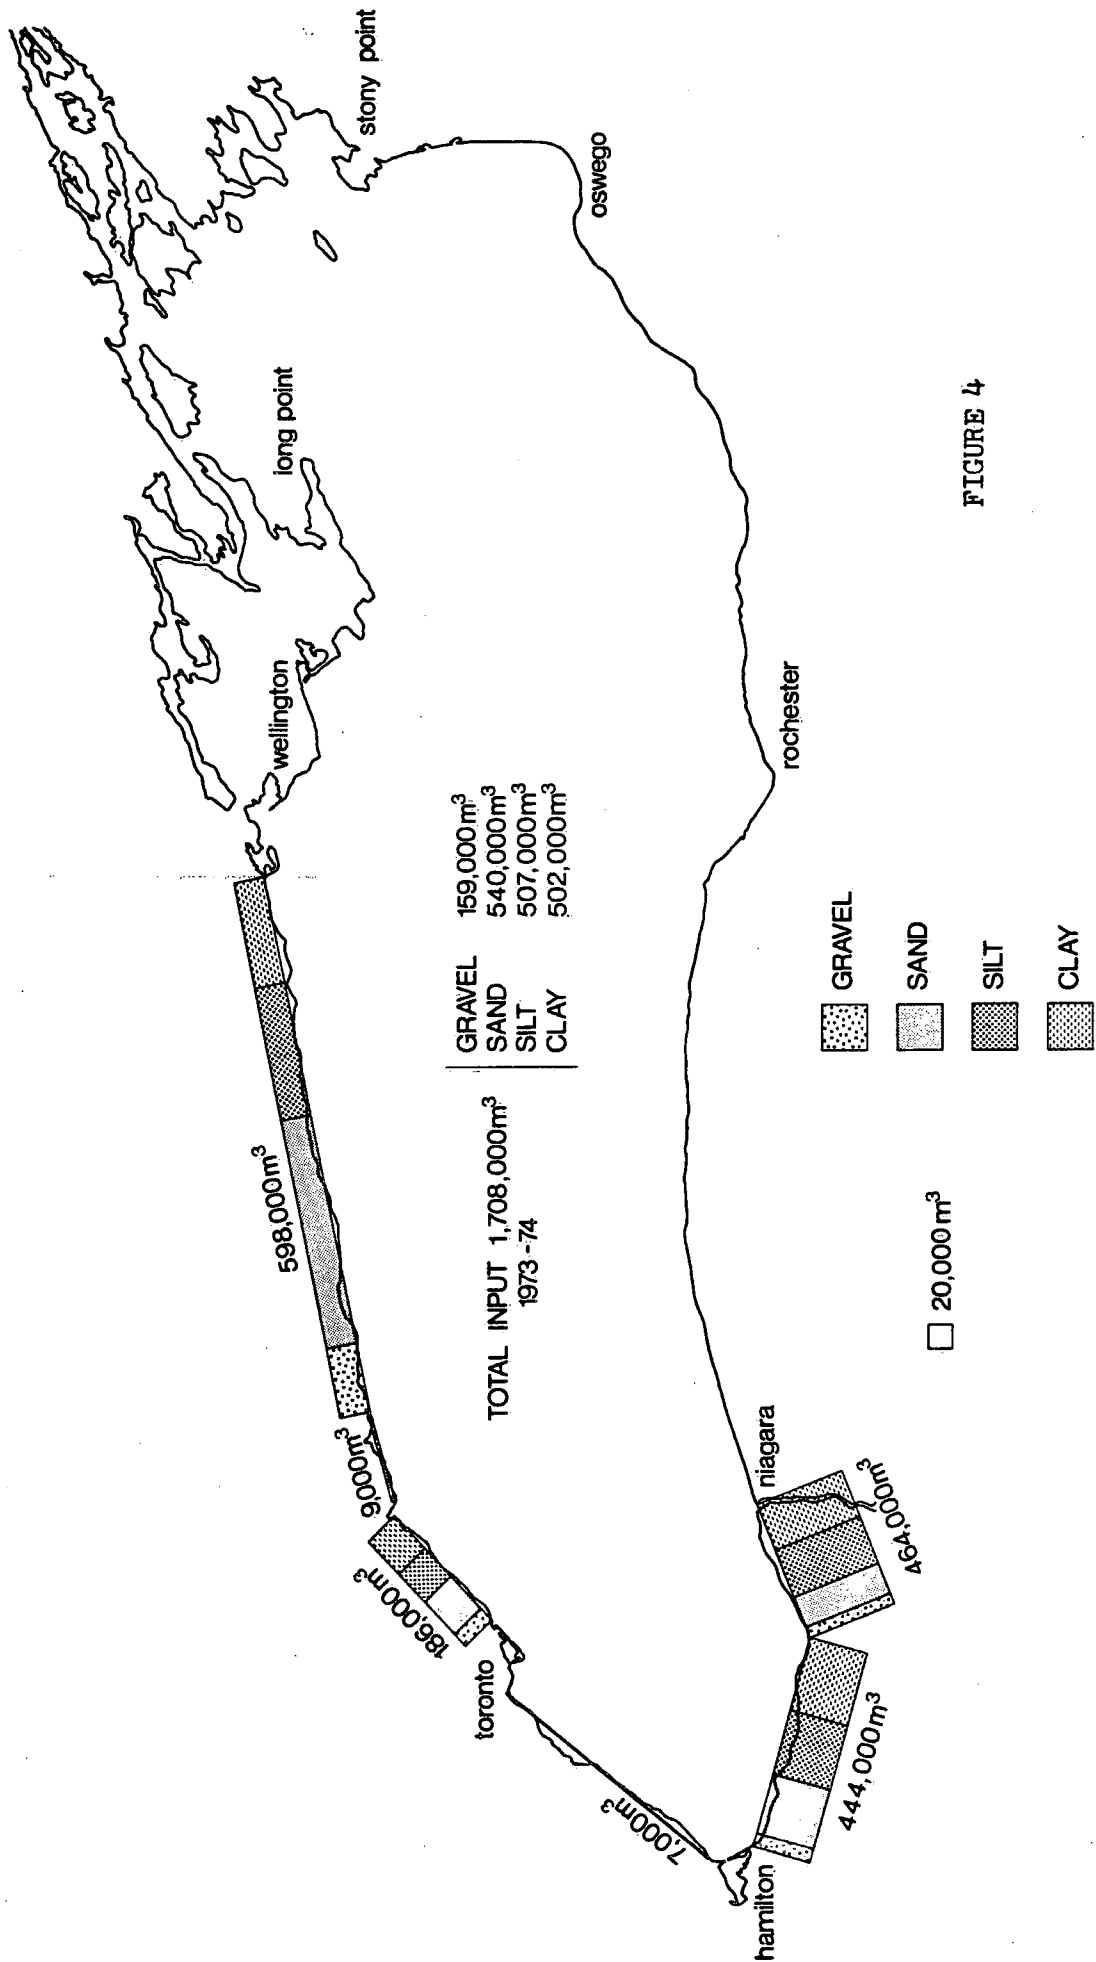 stony point
long point
oswego
wellington
598,000m³
9,000m³
186,000m³
toronto
7,000m³
hamilton
TOTAL INPUT 1,708,000m³
1973-74
GRAVEL 159,000m³
SAND 540,000m³
SILT 507,000m³
CLAY 502,000m³
rochester
niagara
464,000m³
444,000m³
20,000m³
GRAVEL
SAND
SILT
CLAY
FIGURE 4